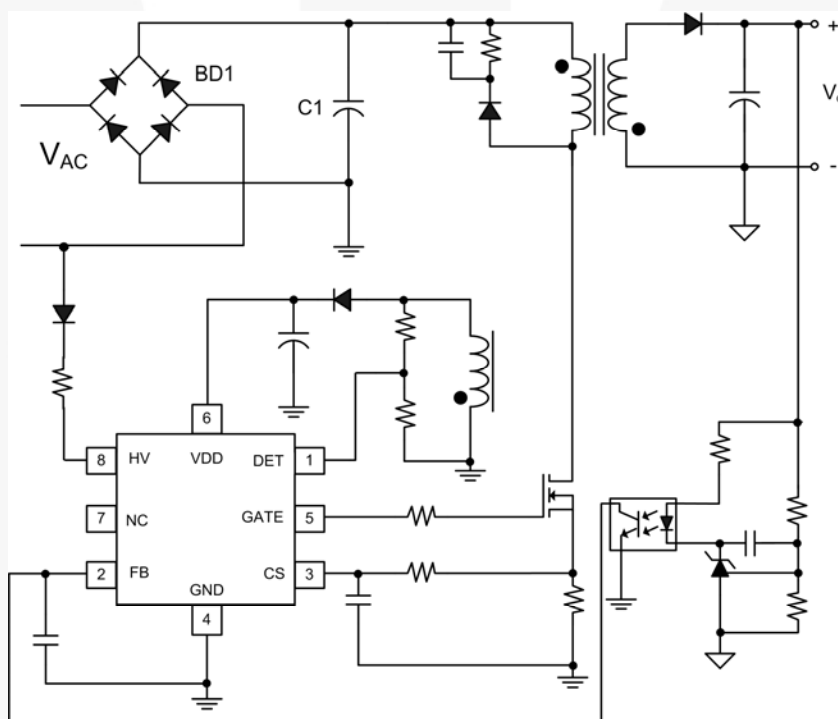 BD1
C1
+
V
VAC
-
6
8 HV VDD DET 1
7 NC GATE 5
2 FB CS 3
GND
4